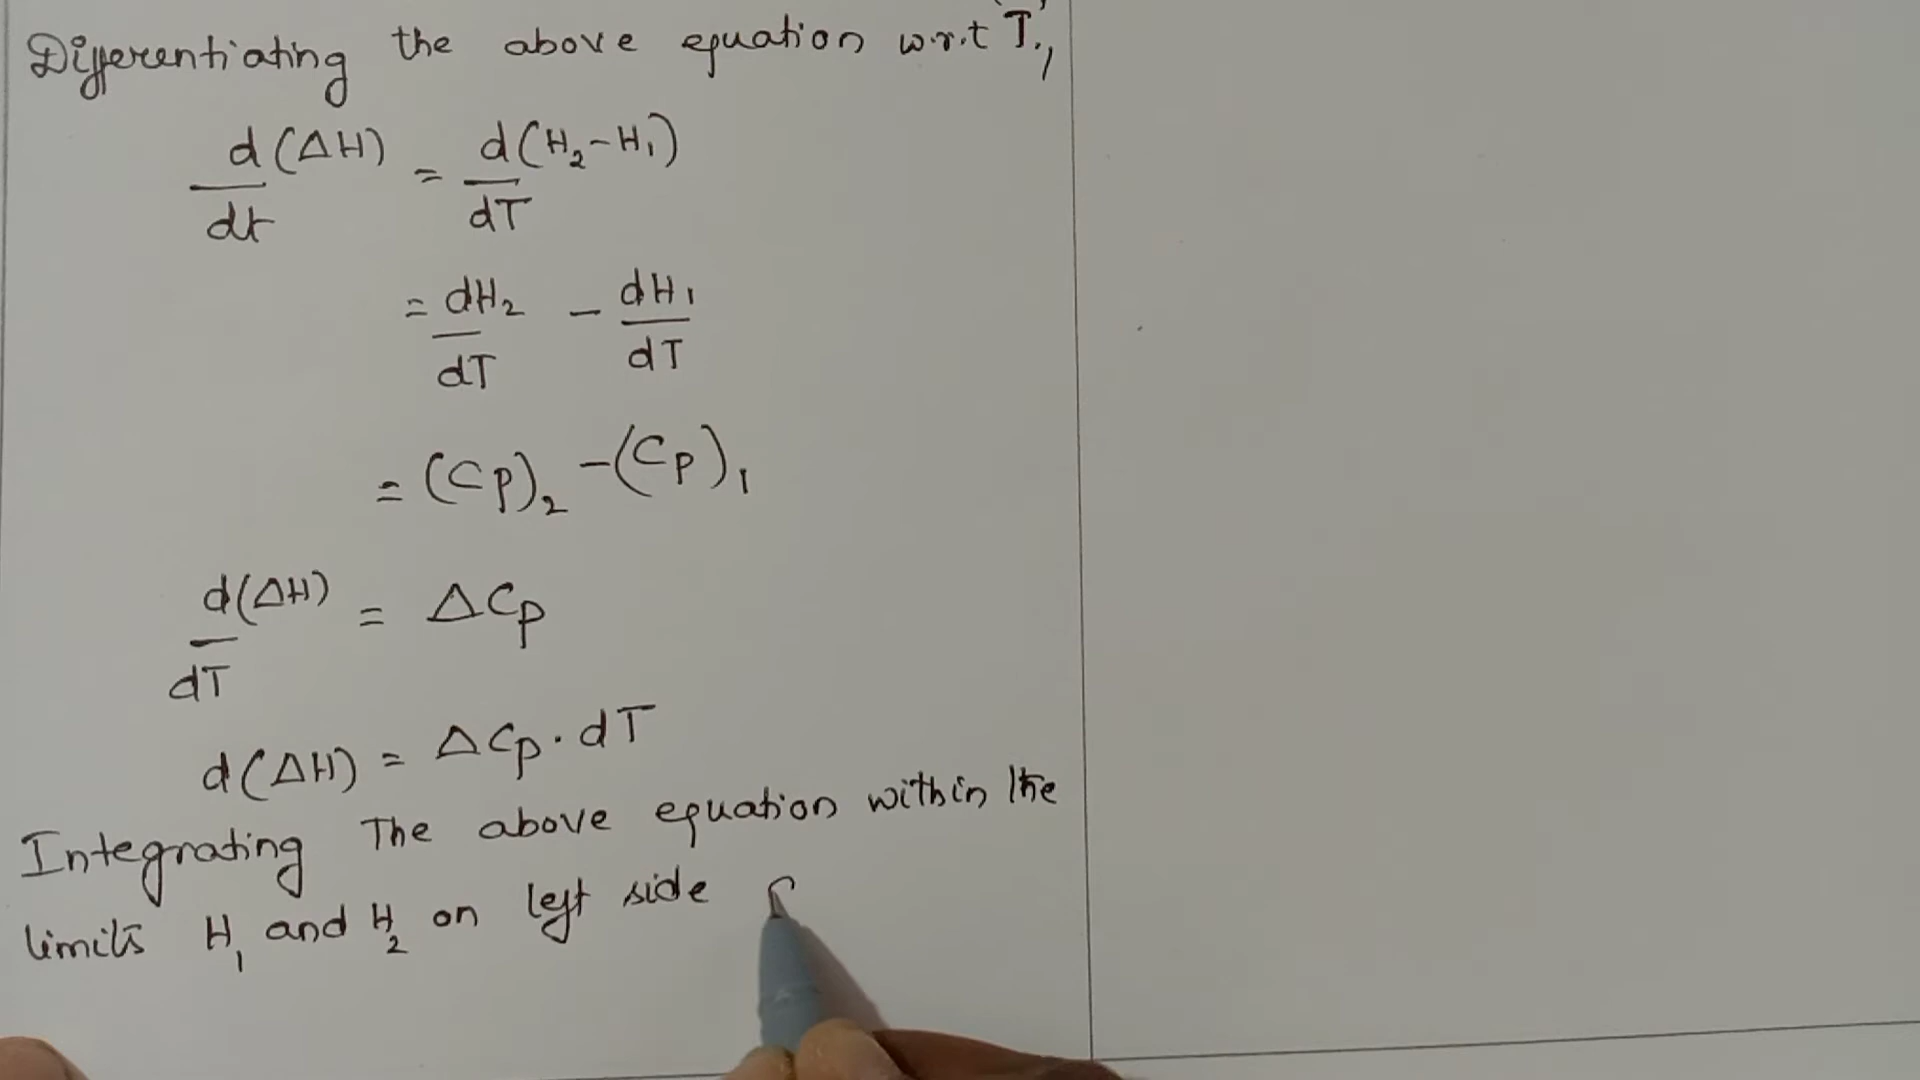 Differentiating the above equation w.r.t 'T',
d(ΔH)/dt = d(H₂-H₁)/dT
= dH₂/dT - dH₁/dT
= (Cp)₂ -(Cp)₁
d(ΔH)/dT = ΔCp
d(ΔH) = ΔCp·dT
Integrating The above equation within the
limits H₁ and H₂ on left side